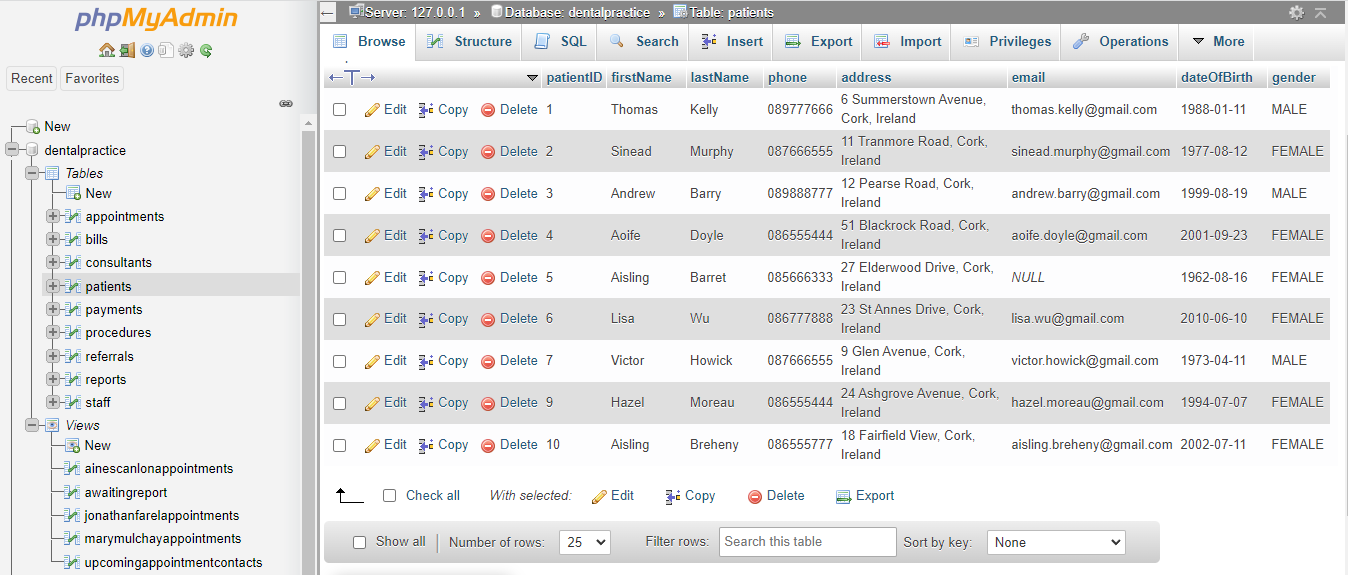 phpMyAdmin
Recent Favorites
New
dentalpractice
Tables
New
appointments
bills
consultants
patients
payments
procedures
referrals
reports
staff
Views
New
ainescanlonappointments
awaitingreport
jonathanfarelappointments
marymulchayappointments
upcomingappointmentcontacts
Server: 127.0.0.1 » Database: dentalpractice » Table: patients
Browse Structure SQL Search Insert Export Import Privileges Operations More
patientID firstName lastName phone address email dateOfBirth gender
Edit Copy Delete 1 Thomas Kelly 089777666 6 Summerstown Avenue, thomas.kelly@gmail.com 1988-01-11 MALE
Cork, Ireland
Edit Copy Delete 2 Sinead Murphy 087666555 11 Tranmore Road, Cork, sinead.murphy@gmail.com 1977-08-12 FEMALE
Ireland
Edit Copy Delete 3 Andrew Barry 089888777 12 Pearse Road, Cork, andrew.barry@gmail.com 1999-08-19 MALE
Ireland
Edit Copy Delete 4 Aoife Doyle 086555444 51 Blackrock Road, Cork, aoife.doyle@gmail.com 2001-09-23 FEMALE
Ireland
Edit Copy Delete 5 Aisling Barret 085666333 27 Elderwood Drive, Cork, NULL 1962-08-16 FEMALE
Ireland
Edit Copy Delete 6 Lisa Wu 086777888 23 St Annes Drive, Cork, lisa.wu@gmail.com 2010-06-10 FEMALE
Ireland
Edit Copy Delete 7 Victor Howick 087666555 9 Glen Avenue, Cork, victor.howick@gmail.com 1973-04-11 MALE
Ireland
Edit Copy Delete 9 Hazel Moreau 086555444 24 Ashgrove Avenue, Cork, hazel.moreau@gmail.com 1994-07-07 FEMALE
Ireland
Edit Copy Delete 10 Aisling Breheny 086555777 18 Fairfield View, Cork, aisling.breheny@gmail.com 2002-07-11 FEMALE
Ireland
Check all With selected: Edit Copy Delete Export
Show all Number of rows: 25 Filter rows: Search this table Sort by key: None